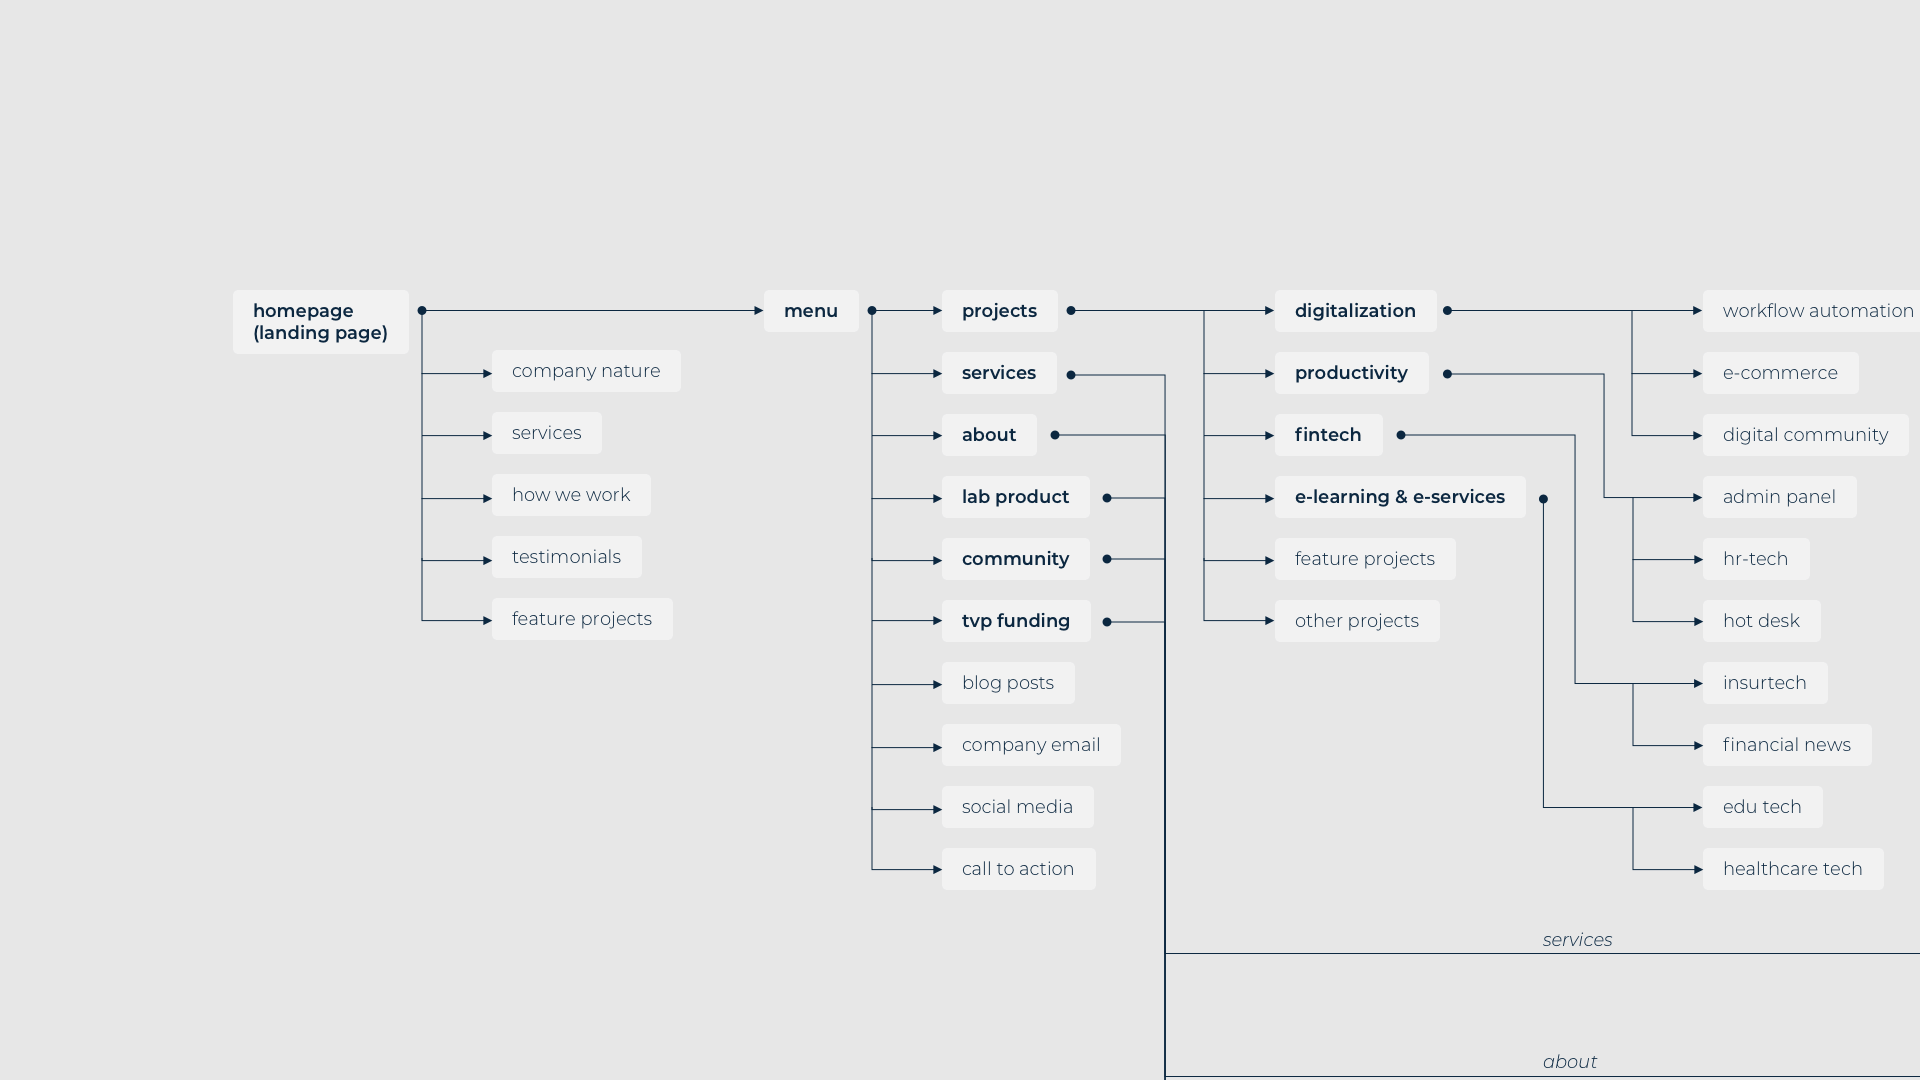 homepage
(landing page)
company nature
services
how we work
testimonials
feature projects
menu
projects
services
about
lab product
community
tvp funding
blog posts
company email
social media
call to action
digitalization
productivity
fintech
e-learning & e-services
feature projects
other projects
workflow automation
e-commerce
digital community
admin panel
hr-tech
hot desk
insurtech
financial news
edu tech
healthcare tech
services
about